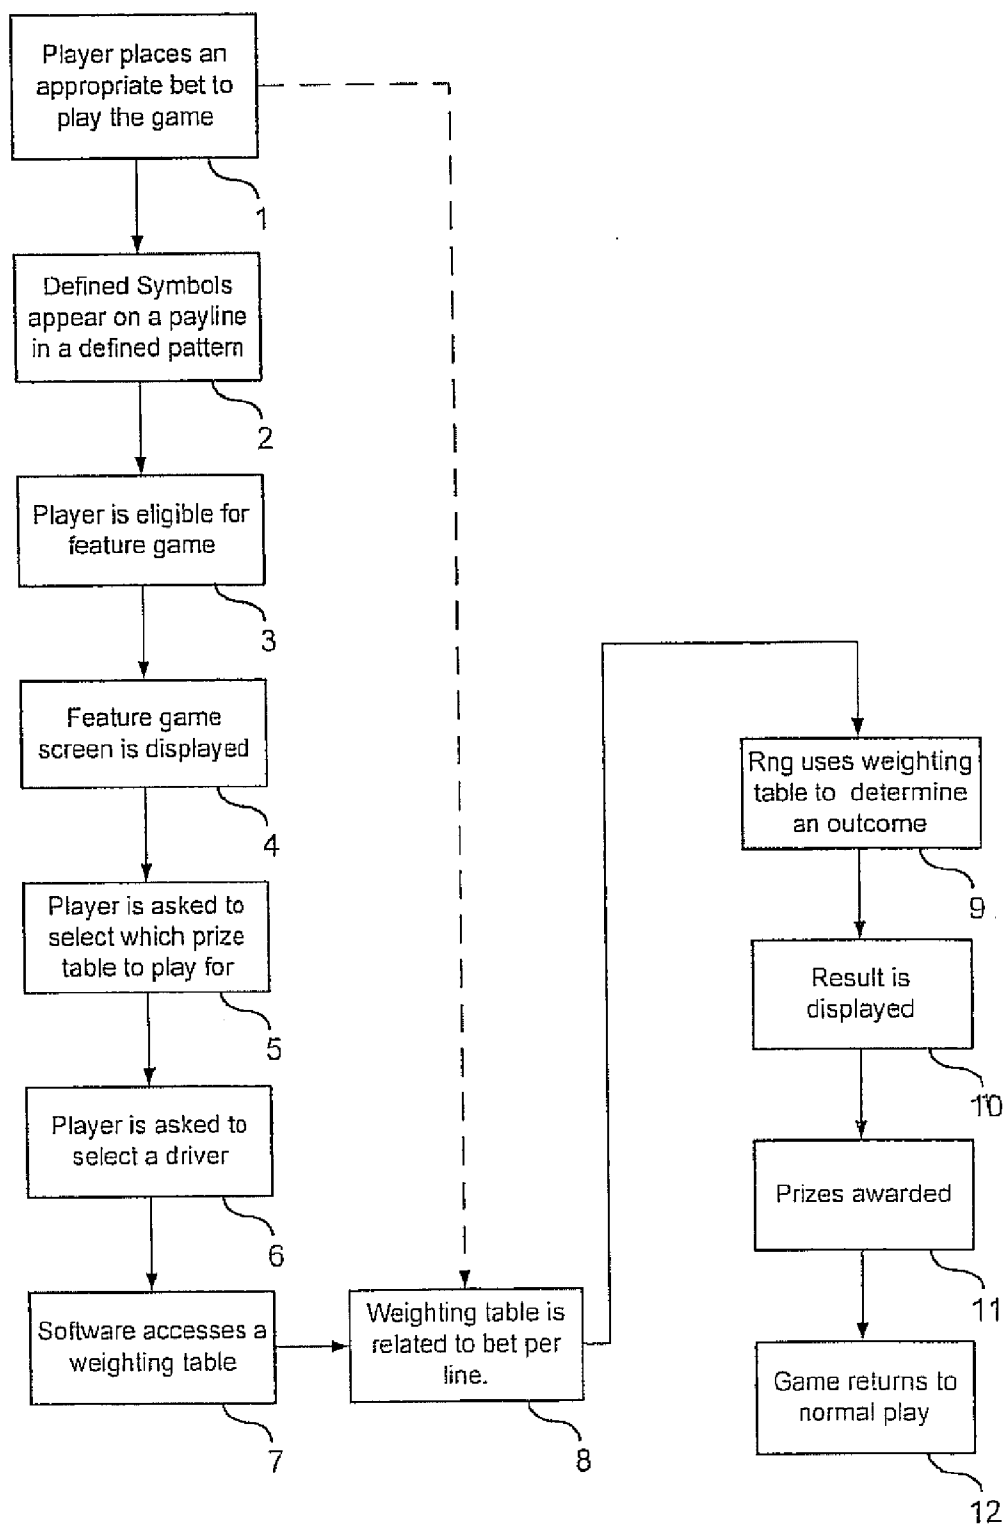 Player places an
appropriate bet to
play the game
1
Defined Symbols
appear on a payline
in a defined pattern
2
Player is eligible for
feature game
3
Feature game
screen is displayed
4
Player is asked to
select which prize
table to play for
5
Player is asked to
select a driver
6
Software accesses a
weighting table
7
Weighting table is
related to bet per
line.
8
Rng uses weighting
table to determine
an outcome
9
Result is
displayed
10
Prizes awarded
11
Game returns to
normal play
12